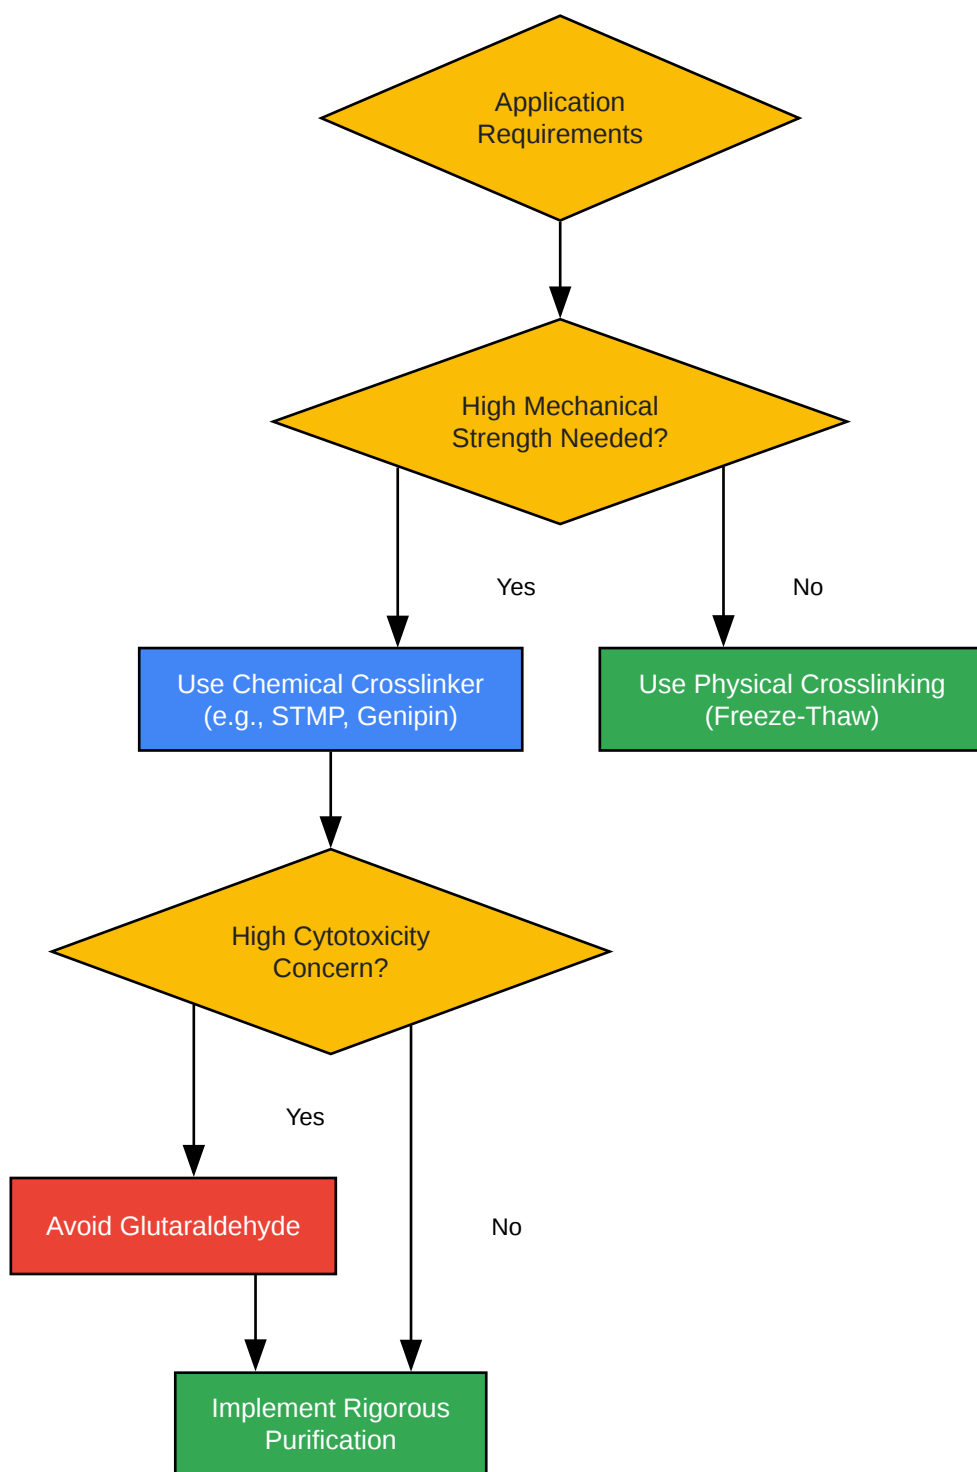 Application
Requirements
High Mechanical
Strength Needed?
Yes
No
Use Chemical Crosslinker
(e.g., STMP, Genipin)
Use Physical Crosslinking
(Freeze-Thaw)
High Cytotoxicity
Concern?
Yes
Avoid Glutaraldehyde
No
Implement Rigorous
Purification